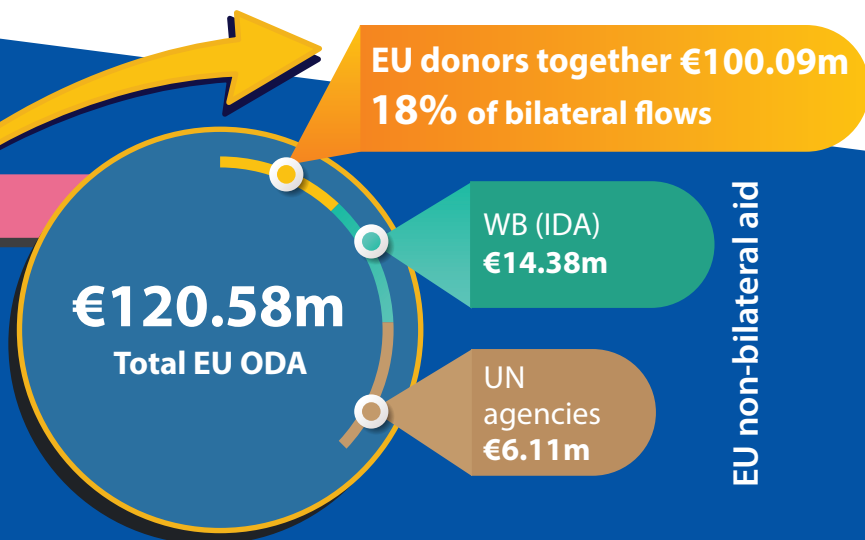 EU donors together €100.09m
18% of bilateral flows
€120.58m
Total EU ODA
WB (IDA)
€14.38m
UN
agencies
€6.11m
EU non-bilateral aid